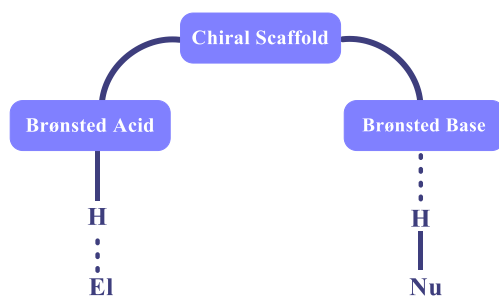 Chiral Scaffold
Brønsted Acid
Brønsted Base
H
H
El
Nu